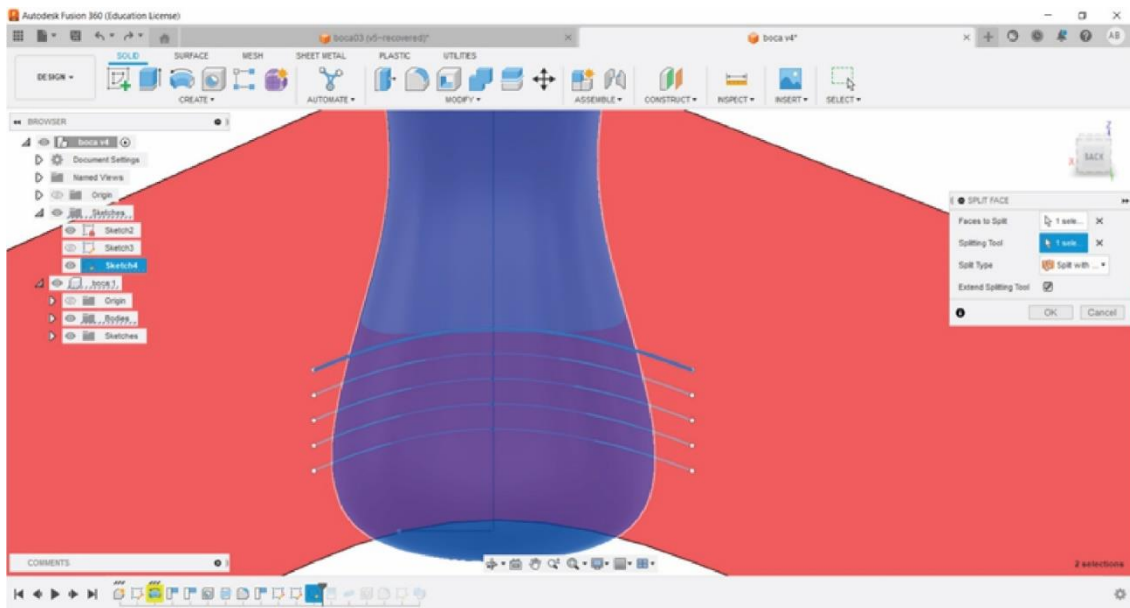 Autodesk Fusion 360 (Education License)
boca03 (v5-recovered)*
boca v4*
AB
DESIGN
SOLID
SURFACE
MESH
SHEET METAL
PLASTIC
UTILITIES
CREATE
AUTOMATE
MODIFY
ASSEMBLE
CONSTRUCT
INSPECT
INSERT
SELECT
BROWSER
boca v4
Document Settings
Named Views
Origin
Sketches
Sketch2
Sketch3
Sketch4
boca:1
Origin
Bodies
Sketches
Z
BACK
X
SPLIT FACE
Faces to Split 1 sele...
Splitting Tool 1 sele...
Split Type Split with ...
Extend Splitting Tool
OK Cancel
COMMENTS
2 selections